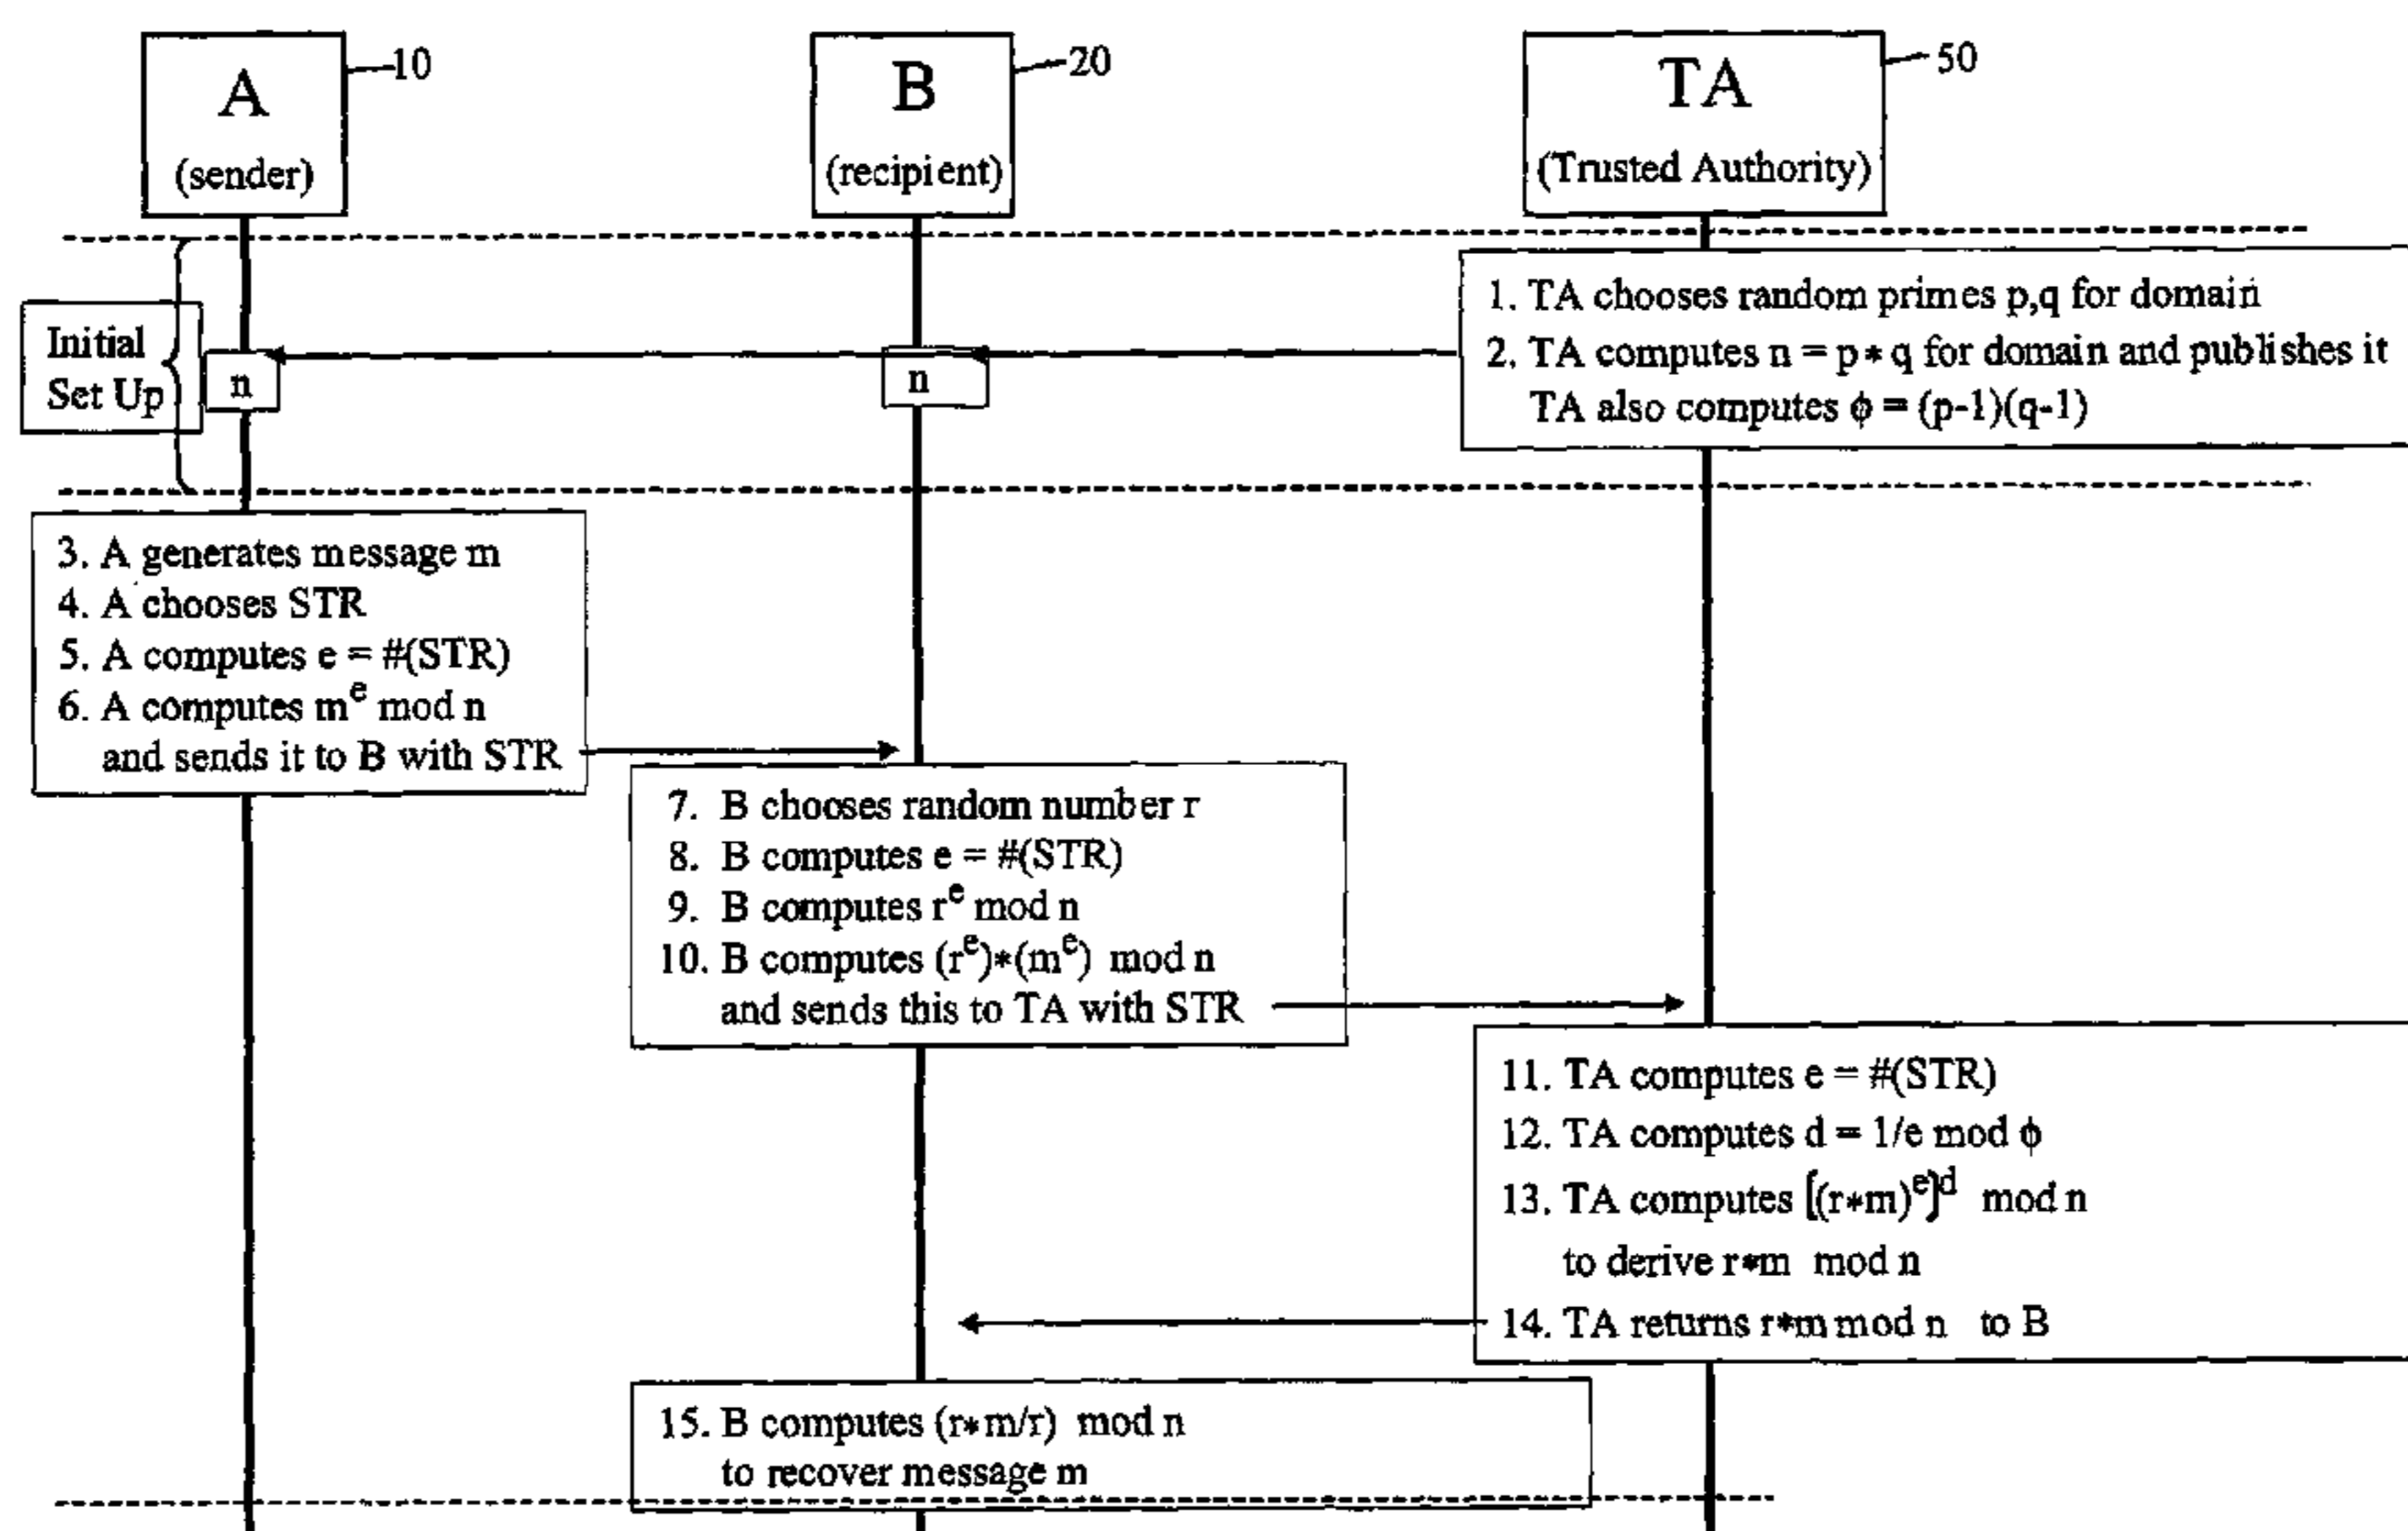 A
(sender)
10
B
(recipient)
20
TA
(Trusted Authority)
50
Initial
Set Up
n
n
1. TA chooses random primes p,q for domain
2. TA computes n = p * q for domain and publishes it
TA also computes ϕ = (p-1)(q-1)
3. A generates message m
4. A chooses STR
5. A computes e = #(STR)
6. A computes m^e mod n
and sends it to B with STR
7. B chooses random number r
8. B computes e = #(STR)
9. B computes r^e mod n
10. B computes (r^e)*(m^e) mod n
and sends this to TA with STR
11. TA computes e = #(STR)
12. TA computes d = 1/e mod ϕ
13. TA computes [(r*m)^e]^d mod n
to derive r*m mod n
14. TA returns r*m mod n to B
15. B computes (r*m/r) mod n
to recover message m